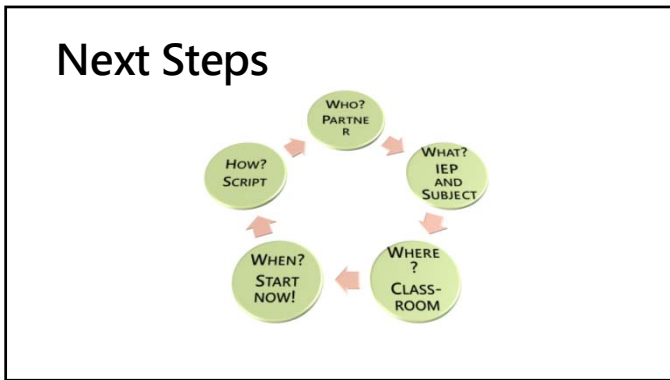 Next Steps
WHO?
PARTNE
R
WHAT?
IEP
AND
SUBJECT
WHERE
?
CLASS-
ROOM
WHEN?
START
NOW!
HOW?
SCRIPT